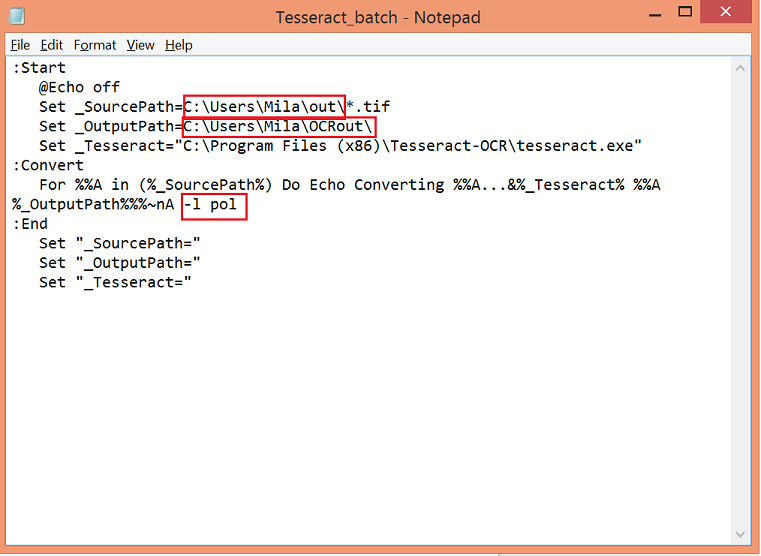 Tesseract_batch - Notepad
File Edit Format View Help
:Start
@Echo off
Set _SourcePath=C:\Users\Mila\out\*.tif
Set _OutputPath=C:\Users\Mila\OCRout\
Set _Tesseract="C:\Program Files (x86)\Tesseract-OCR\tesseract.exe"
:Convert
For %%A in (%_SourcePath%) Do Echo Converting %%A...&%_Tesseract% %%A
%_OutputPath%%%~nA -l pol
:End
Set "_SourcePath="
Set "_OutputPath="
Set "_Tesseract="